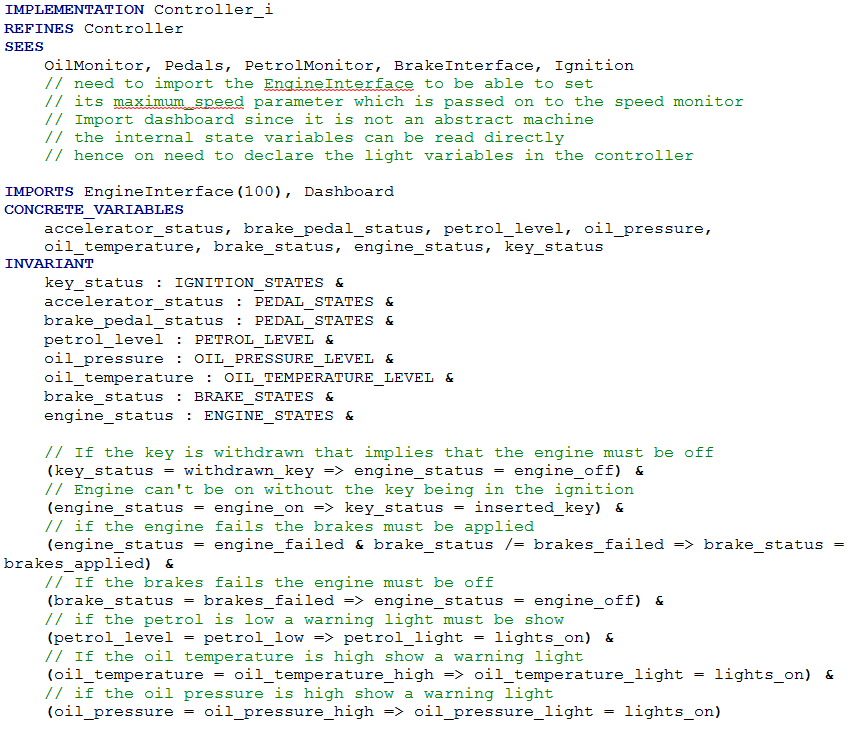 IMPLEMENTATION Controller_i
REFINES Controller
SEES
OilMonitor, Pedals, PetrolMonitor, BrakeInterface, Ignition
// need to import the EngineInterface to be able to set
// its maximum_speed parameter which is passed on to the speed monitor
// Import dashboard since it is not an abstract machine
// the internal state variables can be read directly
// hence on need to declare the light variables in the controller
IMPORTS EngineInterface(100), Dashboard
CONCRETE_VARIABLES
accelerator_status, brake_pedal_status, petrol_level, oil_pressure,
oil_temperature, brake_status, engine_status, key_status
INVARIANT
key_status : IGNITION_STATES &
accelerator_status : PEDAL_STATES &
brake_pedal_status : PEDAL_STATES &
petrol_level : PETROL_LEVEL &
oil_pressure : OIL_PRESSURE_LEVEL &
oil_temperature : OIL_TEMPERATURE_LEVEL &
brake_status : BRAKE_STATES &
engine_status : ENGINE_STATES &
// If the key is withdrawn that implies that the engine must be off
(key_status = withdrawn_key => engine_status = engine_off) &
// Engine can't be on without the key being in the ignition
(engine_status = engine_on => key_status = inserted_key) &
// if the engine fails the brakes must be applied
(engine_status = engine_failed & brake_status /= brakes_failed => brake_status =
brakes_applied) &
// If the brakes fails the engine must be off
(brake_status = brakes_failed => engine_status = engine_off) &
// if the petrol is low a warning light must be show
(petrol_level = petrol_low => petrol_light = lights_on) &
// If the oil temperature is high show a warning light
(oil_temperature = oil_temperature_high => oil_temperature_light = lights_on) &
// if the oil pressure is high show a warning light
(oil_pressure = oil_pressure_high => oil_pressure_light = lights_on)